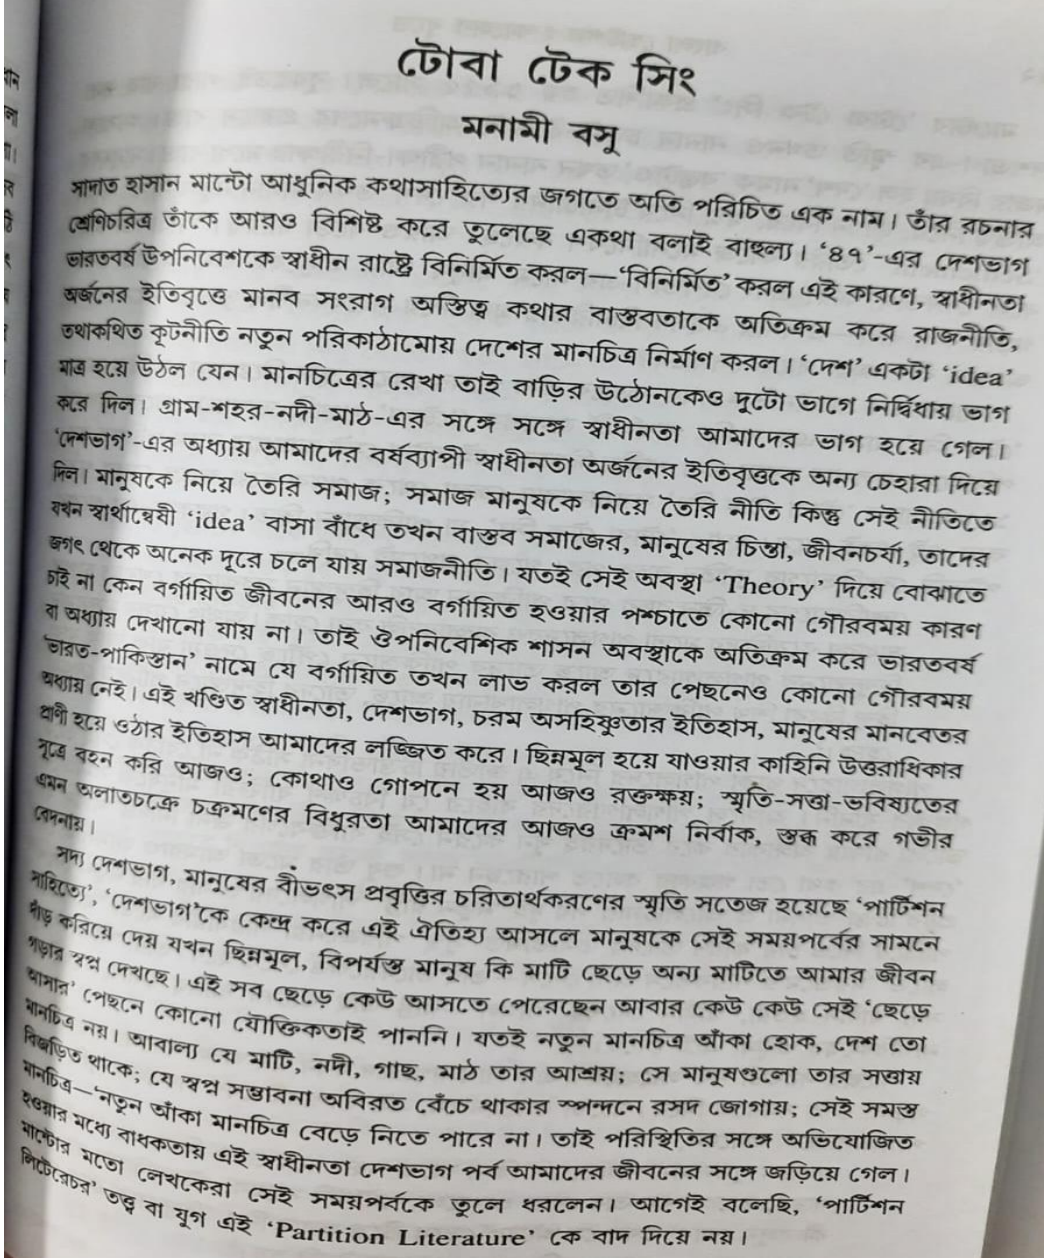 টোবা টেক সিং
মনামী বসু
সাদাত হাসান মান্টো আধুনিক কথাসাহিত্যের জগতে অতি পরিচিত এক নাম। তাঁর রচনার
শ্রেণিচরিত্র তাঁকে আরও বিশিষ্ট করে তুলেছে একথা বলাই বাহুল্য। ‘৪৭’-এর দেশভাগ
ভারতবর্ষ উপনিবেশকে স্বাধীন রাষ্ট্রে বিনির্মিত করল—‘বিনির্মিত’ করল এই কারণে, স্বাধীনতা
অর্জনের ইতিবৃত্তে মানব সংরাগ অস্তিত্ব কথার বাস্তবতাকে অতিক্রম করে রাজনীতি,
তথাকথিত কূটনীতি নতুন পরিকাঠামোয় দেশের মানচিত্র নির্মাণ করল। ‘দেশ’ একটা ‘idea’
মাত্র হয়ে উঠল যেন। মানচিত্রের রেখা তাই বাড়ির উঠোনকেও দুটো ভাগে নির্দ্বিধায় ভাগ
করে দিল। গ্রাম-শহর-নদী-মাঠ-এর সঙ্গে সঙ্গে স্বাধীনতা আমাদের ভাগ হয়ে গেল।
‘দেশভাগ’-এর অধ্যায় আমাদের বর্ষব্যাপী স্বাধীনতা অর্জনের ইতিবৃত্তকে অন্য চেহারা দিয়ে
দিল। মানুষকে নিয়ে তৈরি সমাজ; সমাজ মানুষকে নিয়ে তৈরি নীতি কিন্তু সেই নীতিতে
যখন স্বার্থান্বেষী ‘idea’ বাসা বাঁধে তখন বাস্তব সমাজের, মানুষের চিন্তা, জীবনচর্যা, তাদের
জগৎ থেকে অনেক দূরে চলে যায় সমাজনীতি। যতই সেই অবস্থা ‘Theory’ দিয়ে বোঝাতে
চাই না কেন বর্গায়িত জীবনের আরও বর্গায়িত হওয়ার পশ্চাতে কোনো গৌরবময় কারণ
বা অধ্যায় দেখানো যায় না। তাই ঔপনিবেশিক শাসন অবস্থাকে অতিক্রম করে ভারতবর্ষ
‘ভারত-পাকিস্তান’ নামে যে বর্গায়িত তখন লাভ করল তার পেছনেও কোনো গৌরবময়
অধ্যায় নেই। এই খণ্ডিত স্বাধীনতা, দেশভাগ, চরম অসহিষ্ণুতার ইতিহাস, মানুষের মানবেতর
প্রাণী হয়ে ওঠার ইতিহাস আমাদের লজ্জিত করে। ছিন্নমূল হয়ে যাওয়ার কাহিনি উত্তরাধিকার
সূত্রে বহন করি আজও; কোথাও গোপনে হয় আজও রক্তক্ষয়; স্মৃতি-সত্তা-ভবিষ্যতের
এমন অলাতচক্রে চক্রমণের বিধুরতা আমাদের আজও ক্রমশ নির্বাক, স্তব্ধ করে গভীর
বেদনায়।
সদ্য দেশভাগ, মানুষের বীভৎস প্রবৃত্তির চরিতার্থকরণের স্মৃতি সতেজ হয়েছে ‘পার্টিশন
সাহিত্যে’, ‘দেশভাগ’কে কেন্দ্র করে এই ঐতিহ্য আসলে মানুষকে সেই সময়পর্বের সামনে
দাঁড় করিয়ে দেয় যখন ছিন্নমূল, বিপর্যস্ত মানুষ কি মাটি ছেড়ে অন্য মাটিতে আমার জীবন
গড়ার স্বপ্ন দেখছে। এই সব ছেড়ে কেউ আসতে পেরেছেন আবার কেউ কেউ সেই ‘ছেড়ে
আসার’ পেছনে কোনো যৌক্তিকতাই পাননি। যতই নতুন মানচিত্র আঁকা হোক, দেশ তো
মানচিত্র নয়। আবাল্য যে মাটি, নদী, গাছ, মাঠ তার আশ্রয়; সে মানুষগুলো তার সত্তায়
বিজড়িত থাকে; যে স্বপ্ন সম্ভাবনা অবিরত বেঁচে থাকার স্পন্দনে রসদ জোগায়; সেই সমস্ত
মানচিত্র—নতুন আঁকা মানচিত্র বেড়ে নিতে পারে না। তাই পরিস্থিতির সঙ্গে অভিযোজিত
হওয়ার মধ্যে বাধকতায় এই স্বাধীনতা দেশভাগ পর্ব আমাদের জীবনের সঙ্গে জড়িয়ে গেল।
মান্টোর মতো লেখকেরা সেই সময়পর্বকে তুলে ধরলেন। আগেই বলেছি, ‘পার্টিশন
লিটেরেচর’ তত্ত্ব বা যুগ এই ‘Partition Literature’ কে বাদ দিয়ে নয়।